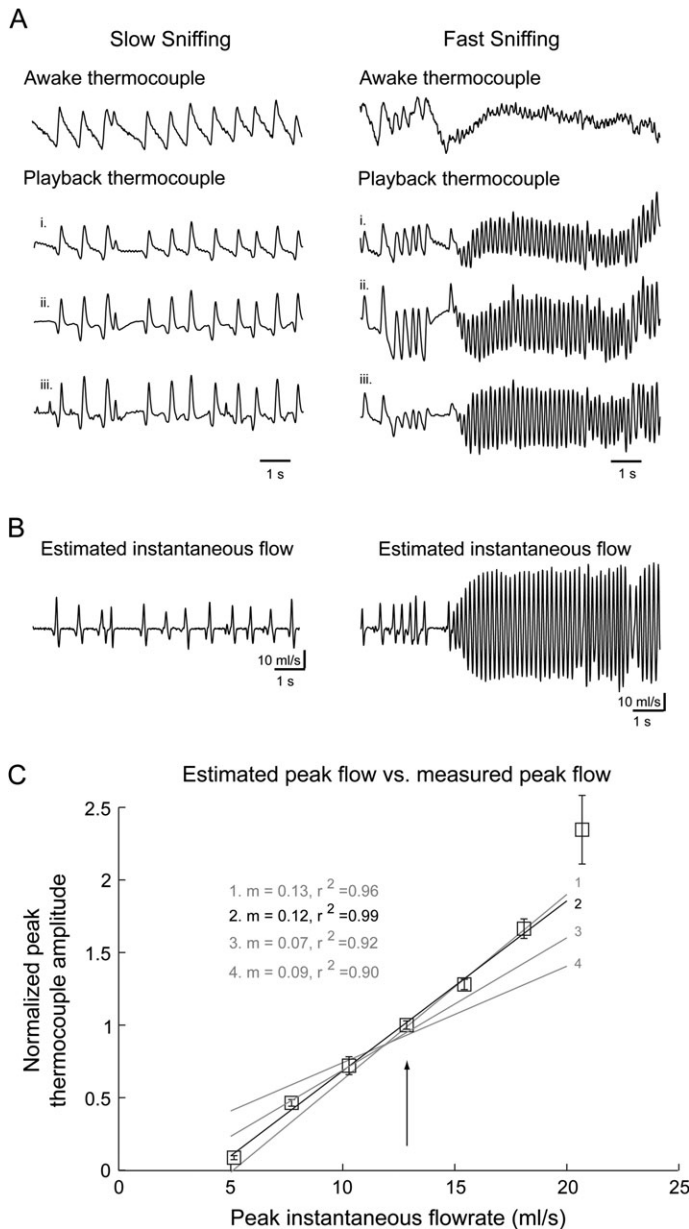 A
Slow Sniffing
Fast Sniffing
Awake thermocouple
Awake thermocouple
Playback thermocouple
Playback thermocouple
i.
i.
ii.
ii.
iii.
iii.
1 s
1 s
B
Estimated instantaneous flow
Estimated instantaneous flow
10 ml/s
1 s
10 ml/s
1 s
C
Estimated peak flow vs. measured peak flow
Normalized peak
thermocouple amplitude
2.5
2
1.5
1
0.5
0
1. m = 0.13, r 2 =0.96
2. m = 0.12, r 2 =0.99
3. m = 0.07, r 2 =0.92
4. m = 0.09, r 2 =0.90
1
2
3
4
0
5
10
15
20
25
Peak instantaneous flowrate (ml/s)